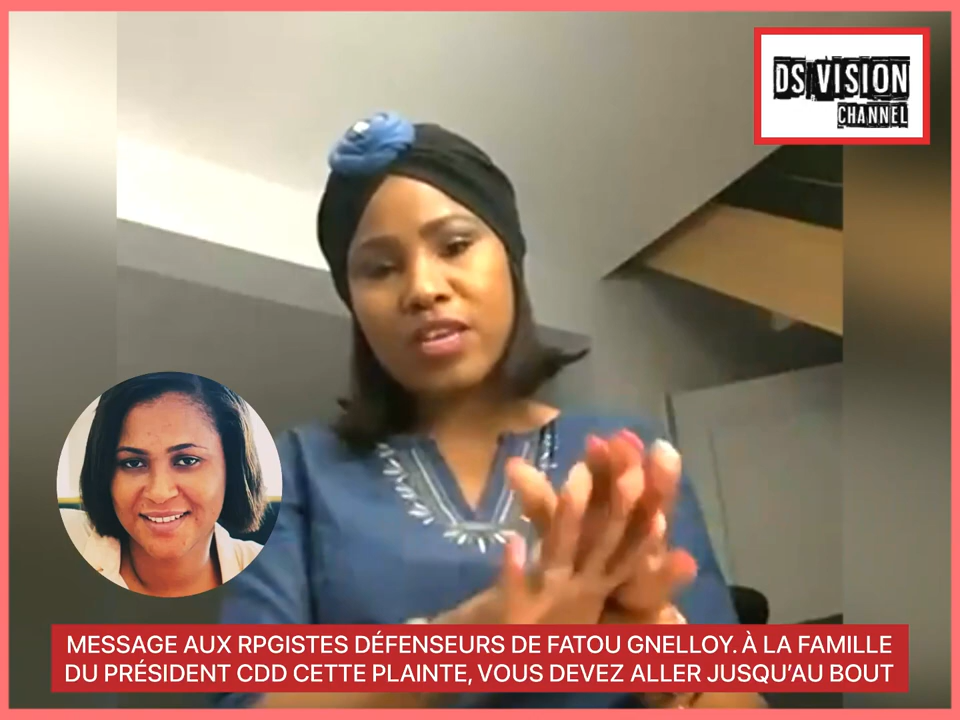 DS VISION
CHANNEL
MESSAGE AUX RPGISTES DÉFENSEURS DE FATOU GNELLOY. À LA FAMILLE
DU PRÉSIDENT CDD CETTE PLAINTE, VOUS DEVEZ ALLER JUSQU’AU BOUT